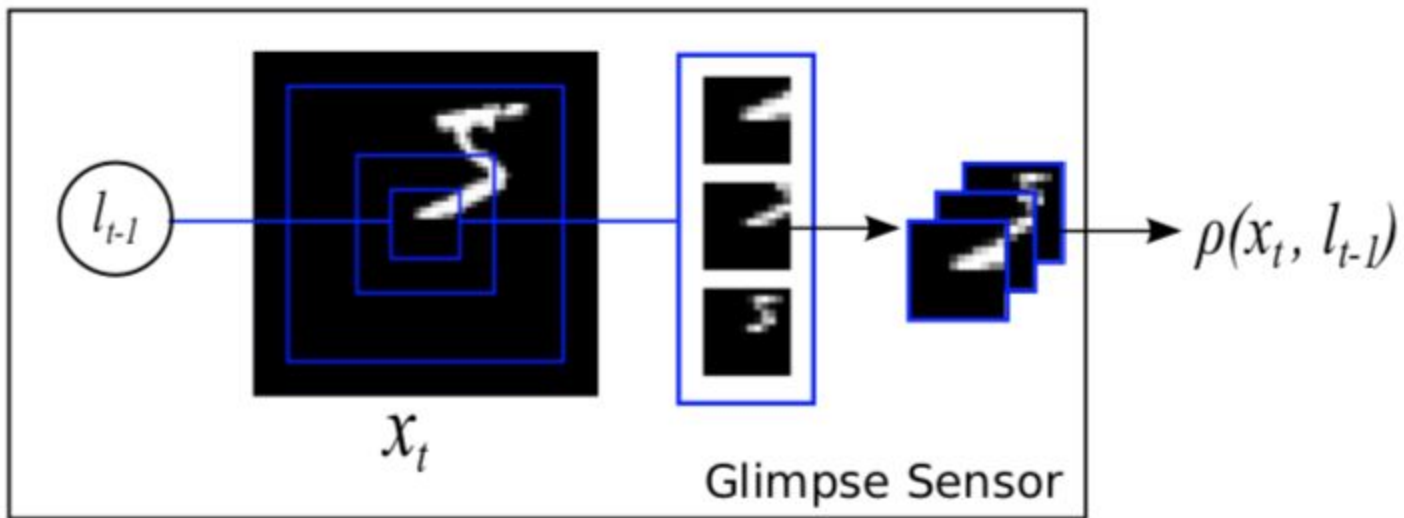 l_{t-1}
x_t
ρ(x_t, l_{t-1})
Glimpse Sensor